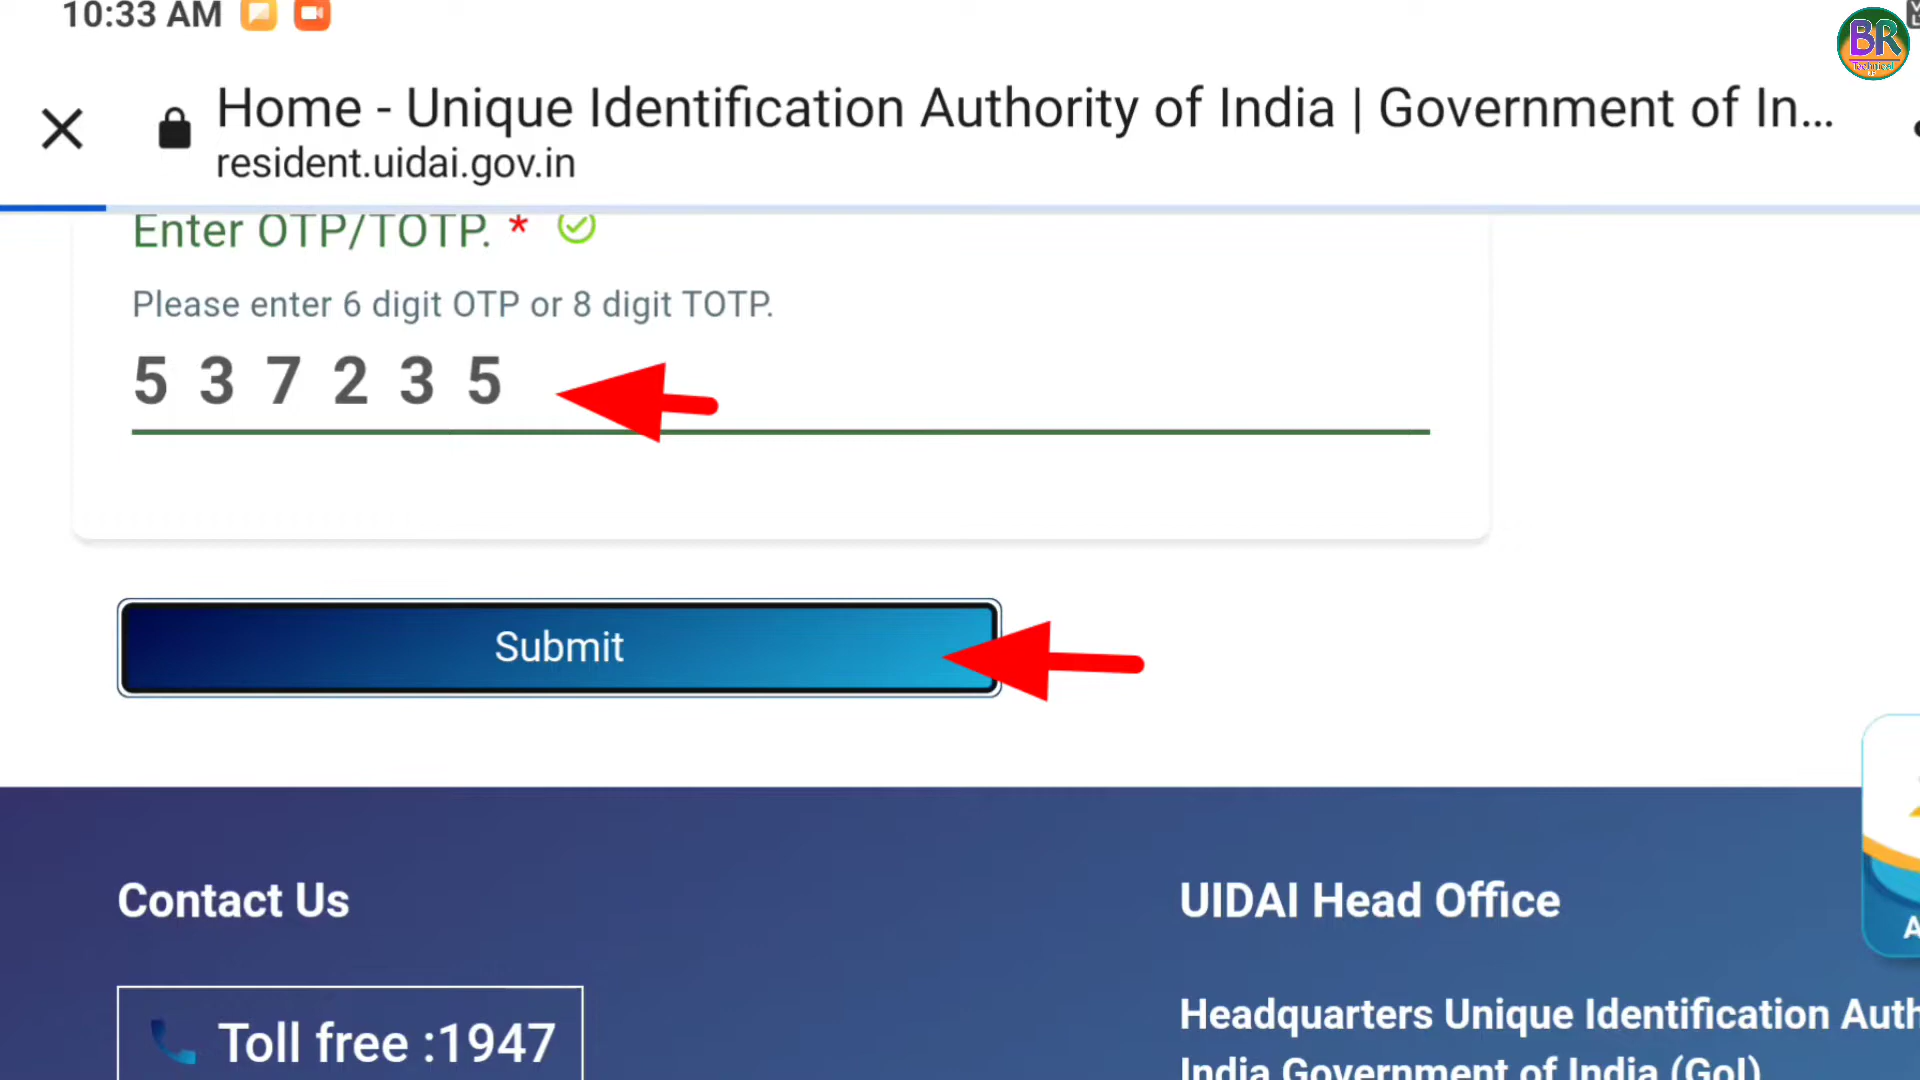 10:33 AM
BR
Technical
Home - Unique Identification Authority of India | Government of In...
resident.uidai.gov.in
Enter OTP/TOTP. *
Please enter 6 digit OTP or 8 digit TOTP.
5 3 7 2 3 5
Submit
Contact Us
UIDAI Head Office
Toll free :1947
Headquarters Unique Identification Auth
India Government of India (GoI)